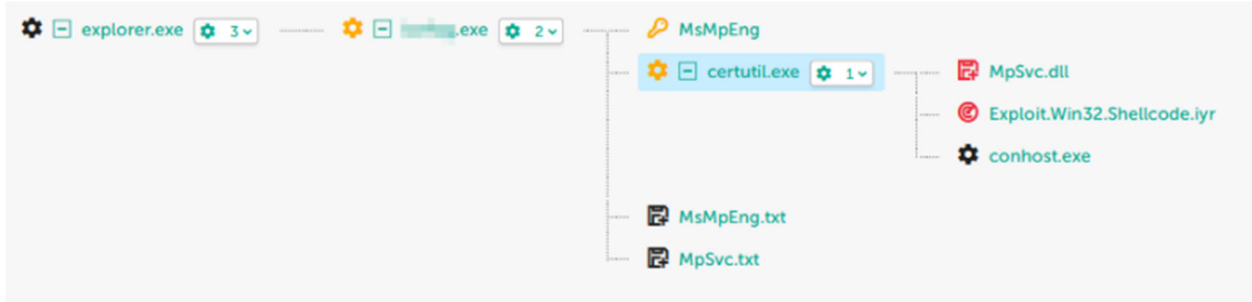 explorer.exe 3 .exe 2 MsMpEng
certutil.exe 1 MpSvc.dll
Exploit.Win32.Shellcode.iyr
conhost.exe
MsMpEng.txt
MpSvc.txt